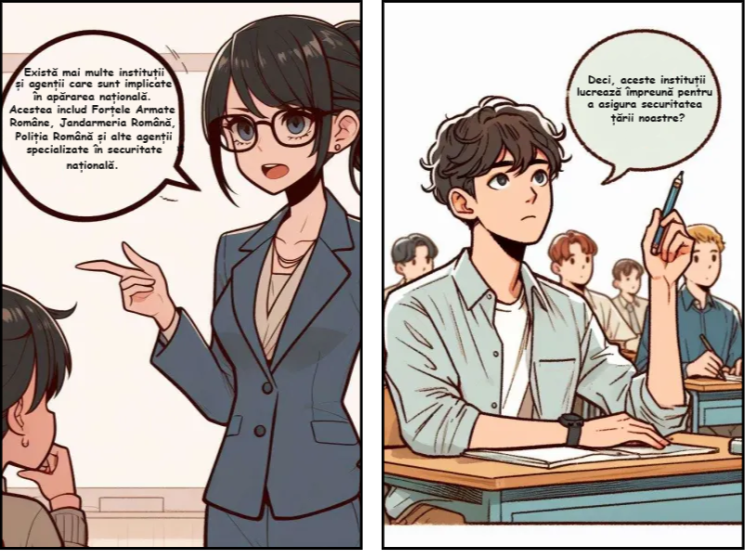 Există mai multe instituții
și agenții care sunt implicate
în apărarea națională.
Acestea includ Forțele Armate
Române, Jandarmeria Română,
Poliția Română și alte agenții
specializate în securitate
națională.
Deci, aceste instituții
lucrează împreună pentru
a asigura securitatea
țării noastre?